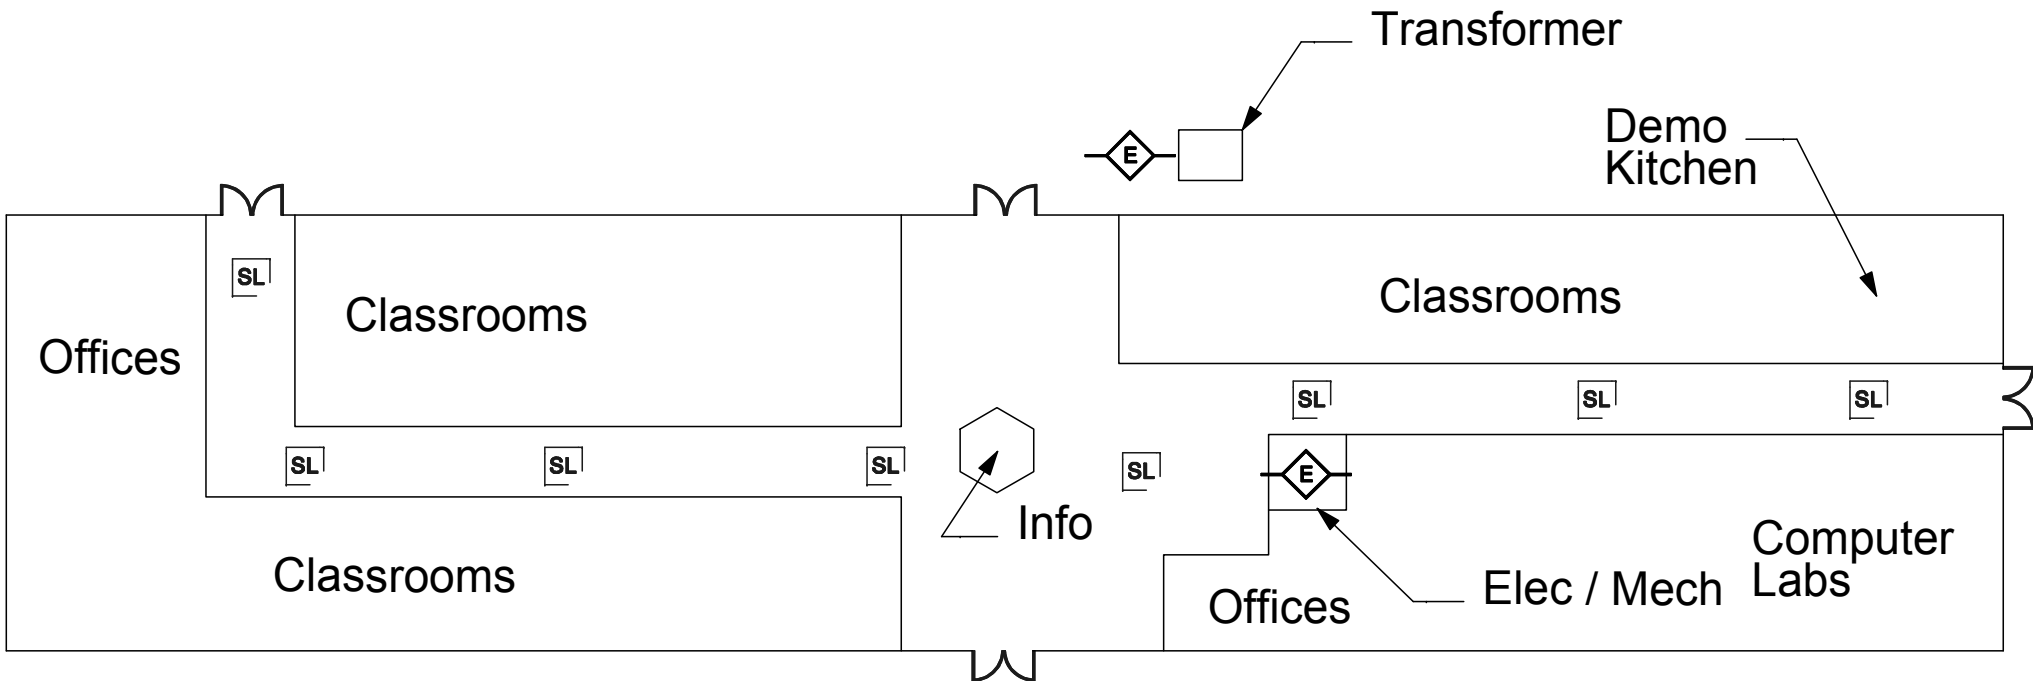 Transformer
Demo
Kitchen
E
SL
Classrooms
Classrooms
Offices
SL
SL
SL
SL
SL
SL
SL
E
Info
Computer
Labs
Classrooms
Elec / Mech
Offices